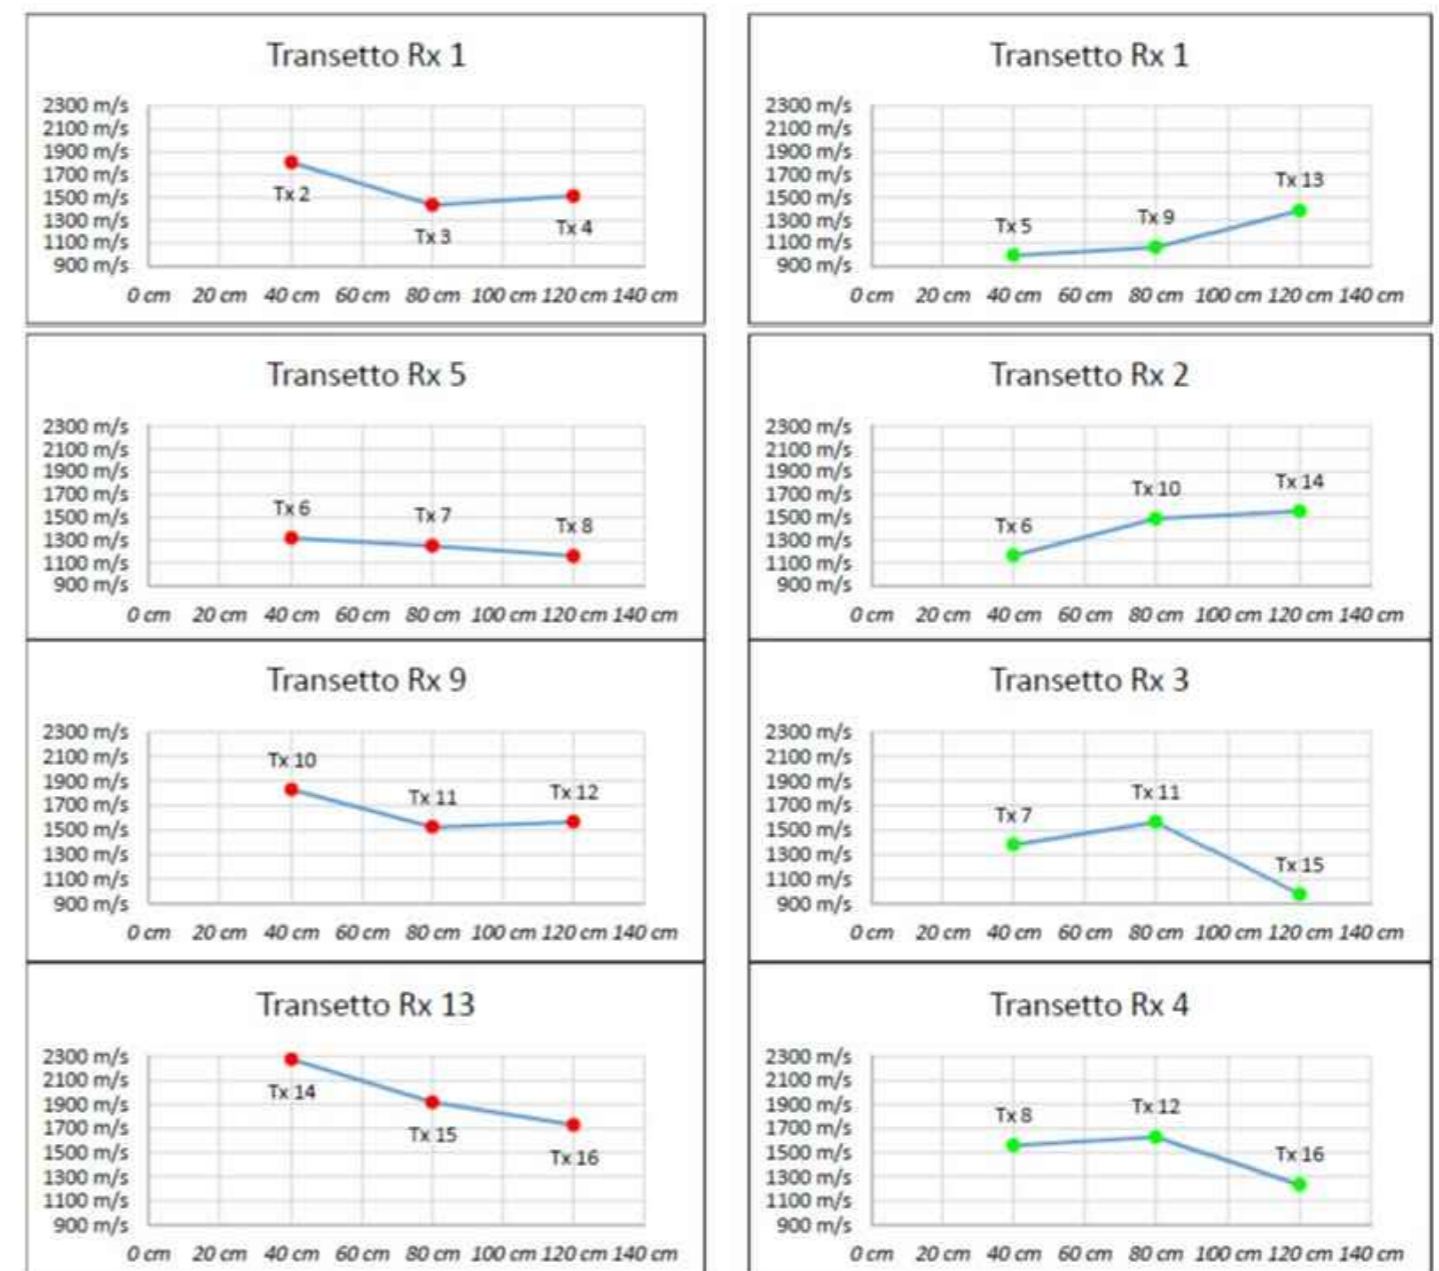 Transetto Rx 1
2300 m/s
2100 m/s
1900 m/s
1700 m/s
1500 m/s
1300 m/s
1100 m/s
900 m/s
Tx 2
Tx 3
Tx 4
0 cm 20 cm 40 cm 60 cm 80 cm 100 cm 120 cm 140 cm
Transetto Rx 1
2300 m/s
2100 m/s
1900 m/s
1700 m/s
1500 m/s
1300 m/s
1100 m/s
900 m/s
Tx 5
Tx 9
Tx 13
0 cm 20 cm 40 cm 60 cm 80 cm 100 cm 120 cm 140 cm
Transetto Rx 5
2300 m/s
2100 m/s
1900 m/s
1700 m/s
1500 m/s
1300 m/s
1100 m/s
900 m/s
Tx 6
Tx 7
Tx 8
0 cm 20 cm 40 cm 60 cm 80 cm 100 cm 120 cm 140 cm
Transetto Rx 2
2300 m/s
2100 m/s
1900 m/s
1700 m/s
1500 m/s
1300 m/s
1100 m/s
900 m/s
Tx 6
Tx 10
Tx 14
0 cm 20 cm 40 cm 60 cm 80 cm 100 cm 120 cm 140 cm
Transetto Rx 9
2300 m/s
2100 m/s
1900 m/s
1700 m/s
1500 m/s
1300 m/s
1100 m/s
900 m/s
Tx 10
Tx 11
Tx 12
0 cm 20 cm 40 cm 60 cm 80 cm 100 cm 120 cm 140 cm
Transetto Rx 3
2300 m/s
2100 m/s
1900 m/s
1700 m/s
1500 m/s
1300 m/s
1100 m/s
900 m/s
Tx 7
Tx 11
Tx 15
0 cm 20 cm 40 cm 60 cm 80 cm 100 cm 120 cm 140 cm
Transetto Rx 13
2300 m/s
2100 m/s
1900 m/s
1700 m/s
1500 m/s
1300 m/s
1100 m/s
900 m/s
Tx 14
Tx 15
Tx 16
0 cm 20 cm 40 cm 60 cm 80 cm 100 cm 120 cm 140 cm
Transetto Rx 4
2300 m/s
2100 m/s
1900 m/s
1700 m/s
1500 m/s
1300 m/s
1100 m/s
900 m/s
Tx 8
Tx 12
Tx 16
0 cm 20 cm 40 cm 60 cm 80 cm 100 cm 120 cm 140 cm